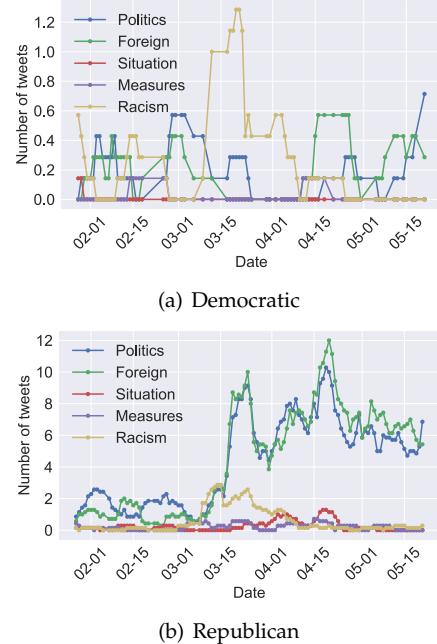 Number of tweets
1.2
1.0
0.8
0.6
0.4
0.2
0.0
Politics
Foreign
Situation
Measures
Racism
02-01
02-15
03-01
03-15
04-01
04-15
05-01
05-15
Date
(a) Democratic
Number of tweets
12
10
8
6
4
2
0
Politics
Foreign
Situation
Measures
Racism
02-01
02-15
03-01
03-15
04-01
04-15
05-01
05-15
Date
(b) Republican